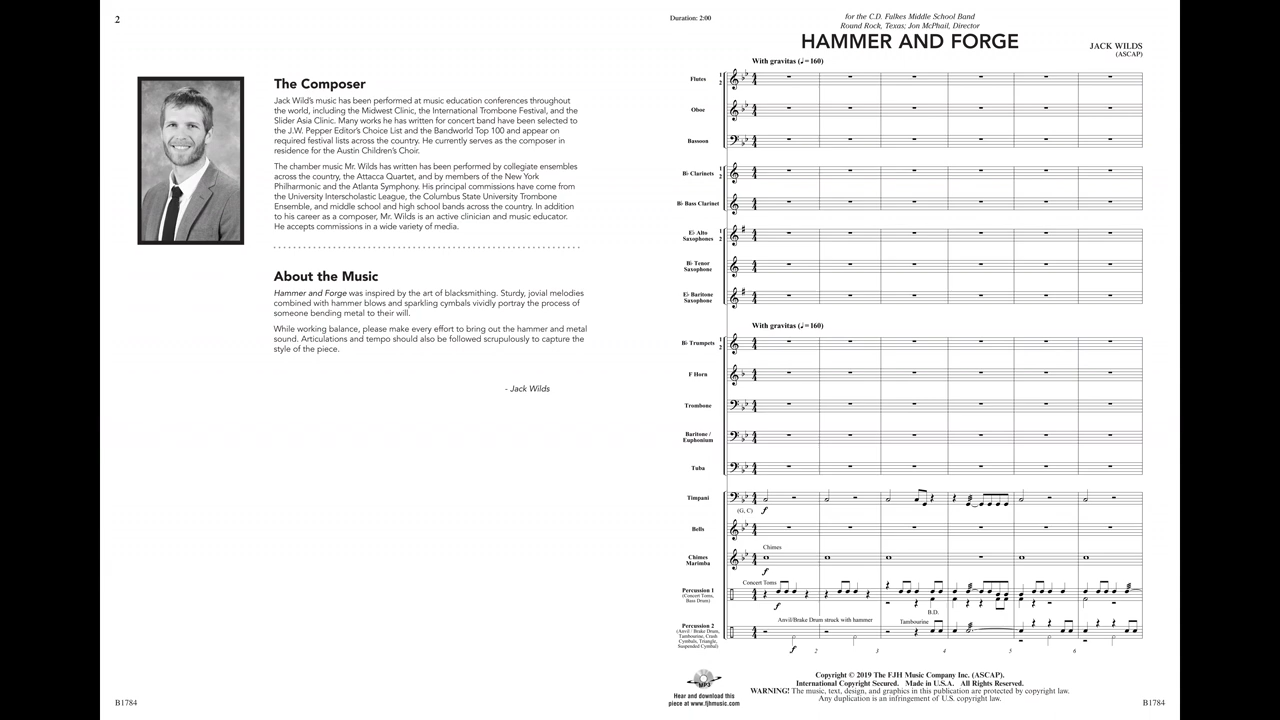 2
The Composer
Jack Wild's music has been performed at music education conferences throughout
the world, including the Midwest Clinic, the International Trombone Festival, and the
Slider Asia Clinic. Many works he has written for concert band have been selected to
the J.W. Pepper Editor's Choice List and the Bandworld Top 100 and appear on
required festival lists across the country. He currently serves as the composer in
residence for the Austin Children's Choir.
The chamber music Mr. Wilds has written has been performed by collegiate ensembles
across the country, the Attacca Quartet, and by members of the New York
Philharmonic and the Atlanta Symphony. His principal commissions have come from
the University Interscholastic League, the Columbus State University Trombone
Ensemble, and middle school and high school bands across the country. In addition
to his career as a composer, Mr. Wilds is an active clinician and music educator.
He accepts commissions in a wide variety of media.
About the Music
Hammer and Forge was inspired by the art of blacksmithing. Sturdy, jovial melodies
combined with hammer blows and sparkling cymbals vividly portray the process of
someone bending metal to their will.
While working balance, please make every effort to bring out the hammer and metal
sound. Articulations and tempo should also be followed scrupulously to capture the
style of the piece.
- Jack Wilds
B1784
Duration: 2:00
for the C.D. Fulkes Middle School Band
Round Rock, Texas; Jon McPhail, Director
HAMMER AND FORGE
JACK WILDS
(ASCAP)
With gravitas (♩=160)
Flutes 1 2
Oboe
Bassoon
B♭ Clarinets 1 2
B♭ Bass Clarinet
E♭ Alto Saxophones 1 2
B♭ Tenor Saxophone
E♭ Baritone Saxophone
With gravitas (♩=160)
B♭ Trumpets 1 2
F Horn
Trombone
Baritone / Euphonium
Tuba
Timpani
(G, C) f
Bells
Chimes
Chimes Marimba
f
Concert Toms
Percussion 1
(Concert Toms, Bass Drum)
f
B.D.
Anvil/Brake Drum struck with hammer
Tambourine
Percussion 2
(Anvil / Brake Drum,
Tambourine, Crash
Cymbals, Triangle,
Suspended Cymbal)
f 2 3 4 5 6
MP3
Hear and download this
piece at www.fjhmusic.com
Copyright © 2019 The FJH Music Company Inc. (ASCAP).
International Copyright Secured. Made in U.S.A. All Rights Reserved.
WARNING! The music, text, design, and graphics in this publication are protected by copyright law.
Any duplication is an infringement of U.S. copyright law.
B1784